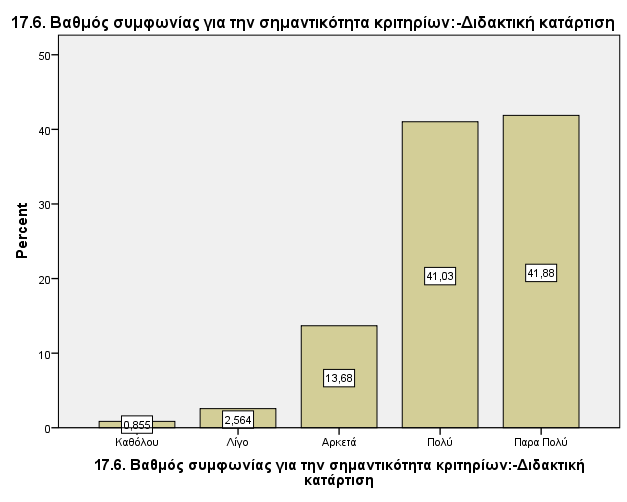 17.6. Βαθμός συμφωνίας για την σημαντικότητα κριτηρίων:-Διδακτική κατάρτιση
50
40
30
20
10
0
Percent
0,855
2,564
13,68
41,03
41,88
Καθόλου Λίγο Αρκετά Πολύ Παρα Πολύ
17.6. Βαθμός συμφωνίας για την σημαντικότητα κριτηρίων:-Διδακτική
κατάρτιση